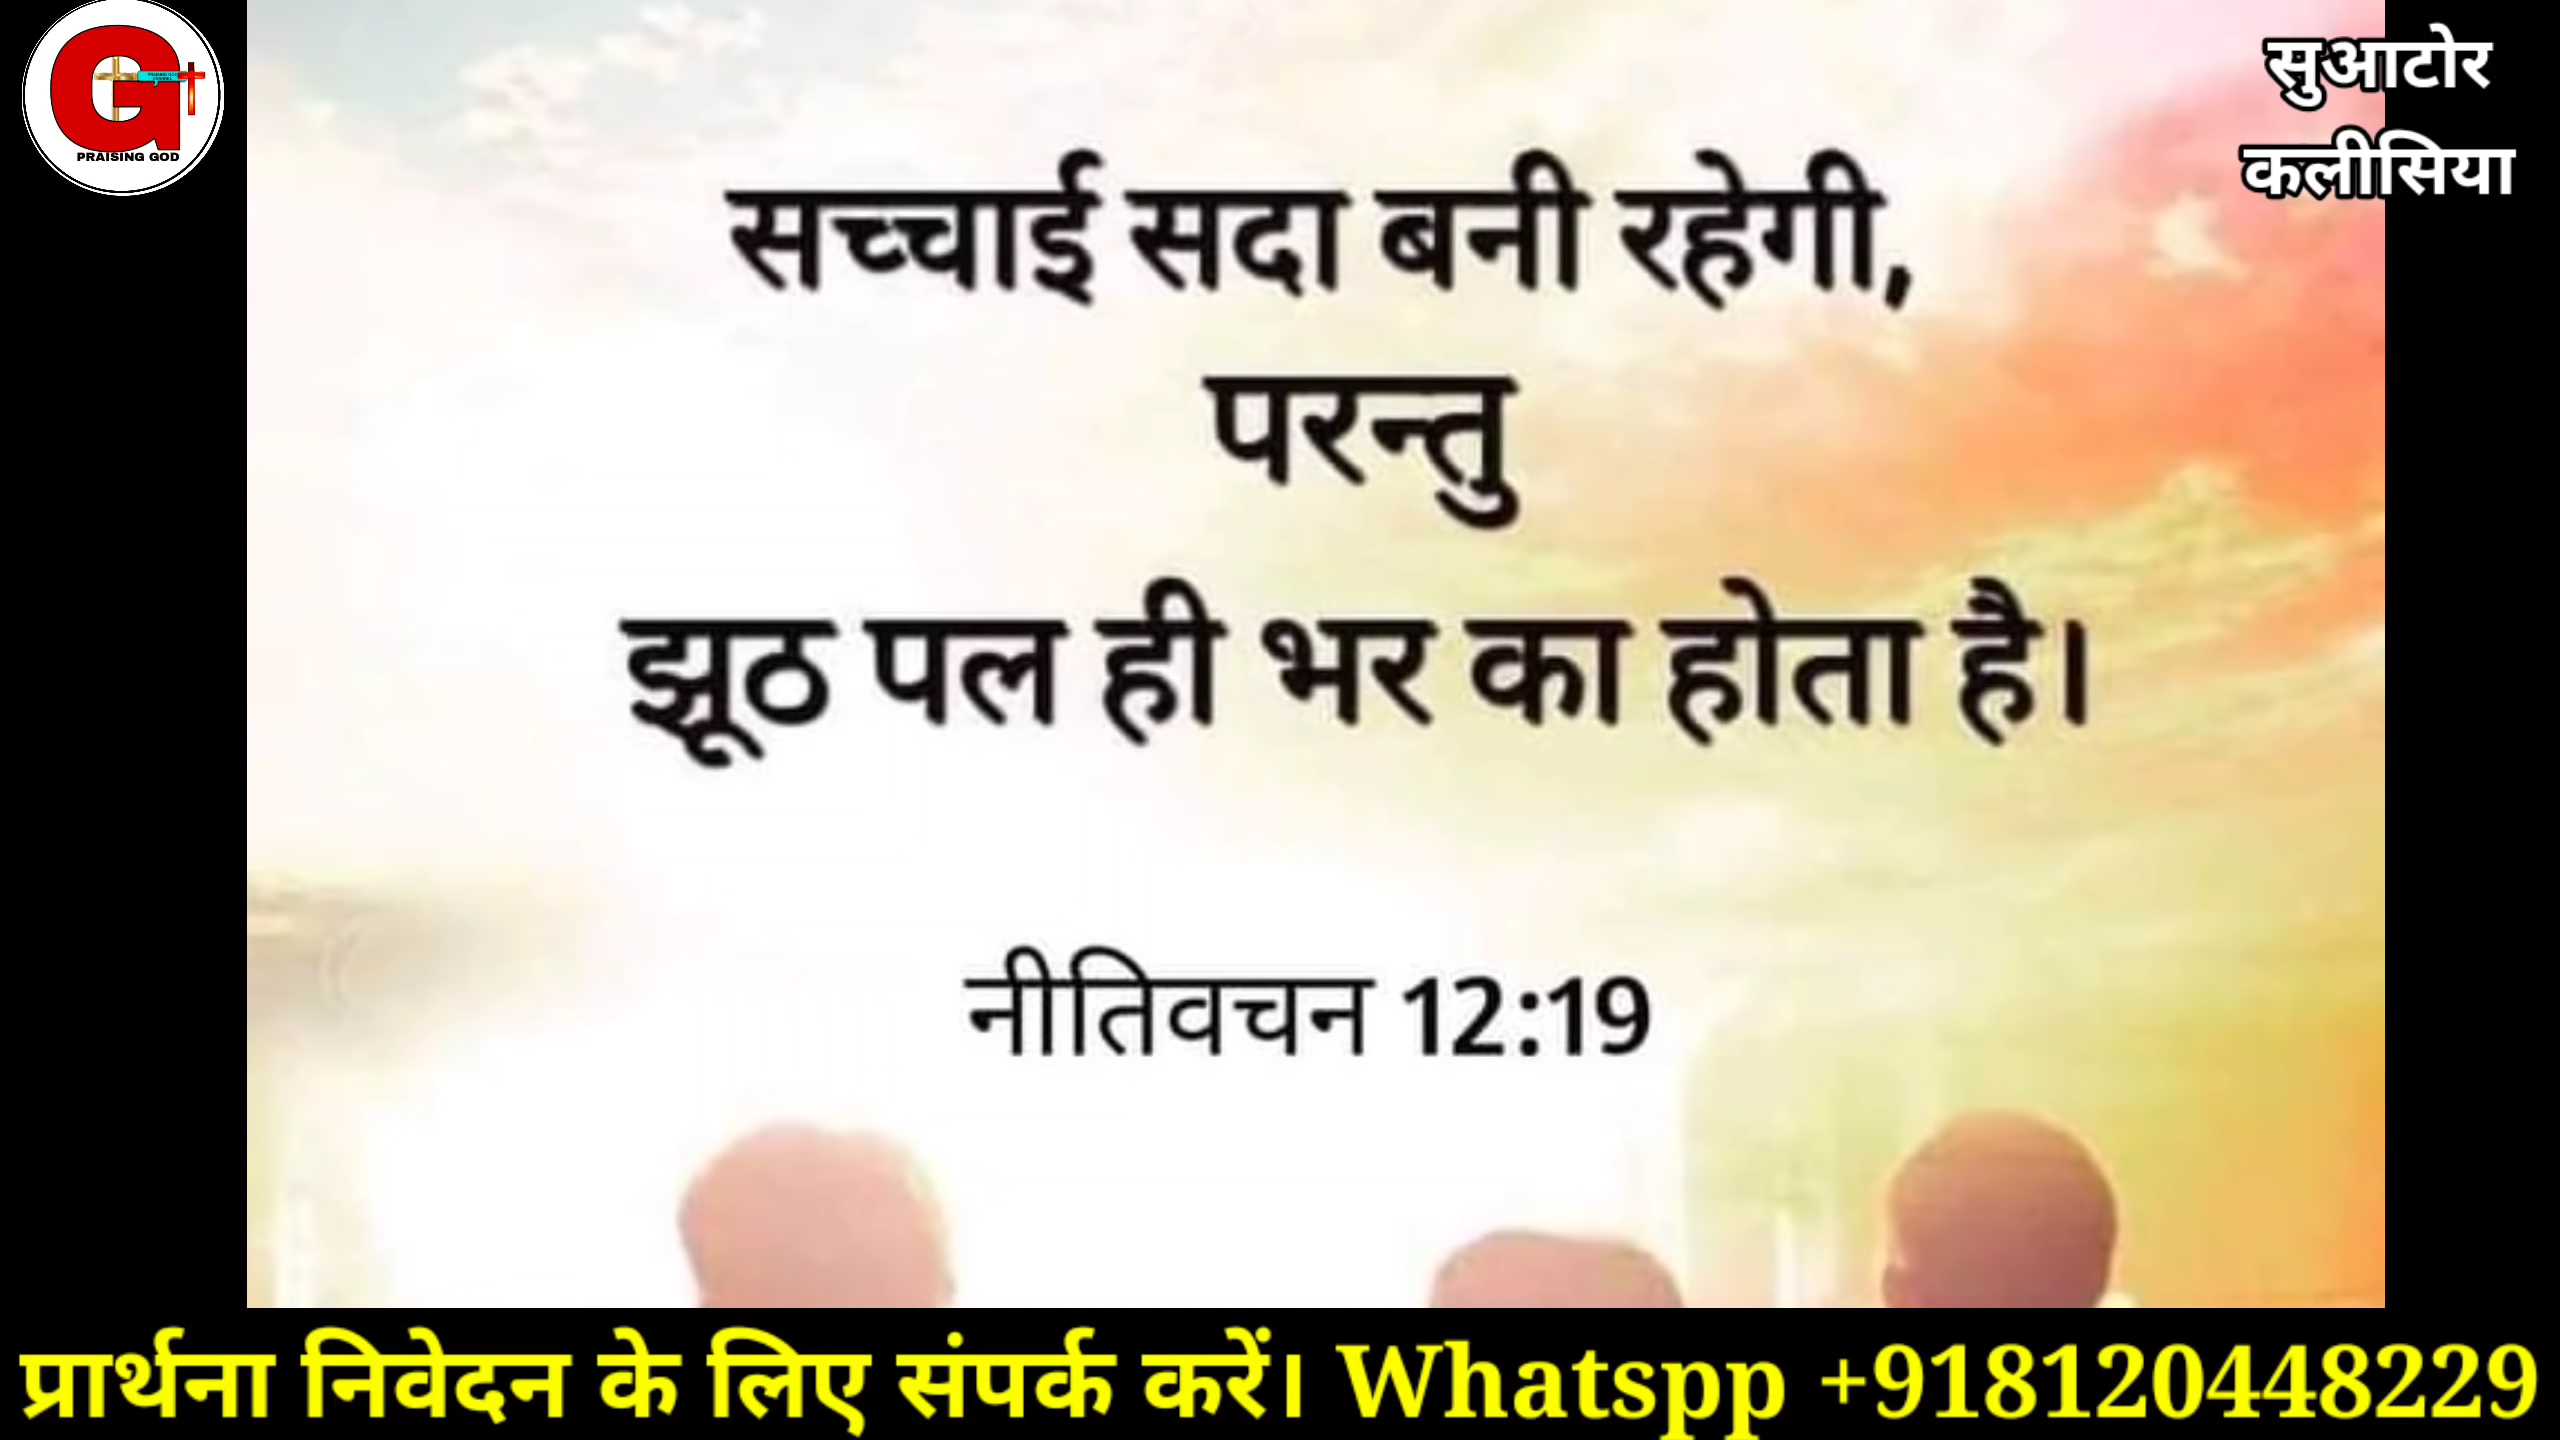 PRAISING GOD
सुआटोर
कलीसिया
सच्चाई सदा बनी रहेगी,
परन्तु
झूठ पल ही भर का होता है।
नीतिवचन 12:19
प्रार्थना निवेदन के लिए संपर्क करें। Whatspp +918120448229